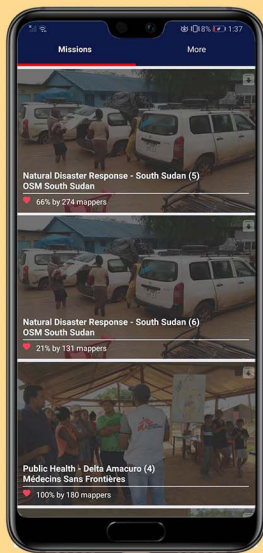 18% 1:37
Missions More
Natural Disaster Response - South Sudan (5)
OSM South Sudan
66% by 274 mappers
Natural Disaster Response - South Sudan (6)
OSM South Sudan
21% by 131 mappers
Public Health - Delta Amacuro (4)
Médecins Sans Frontières
100% by 180 mappers